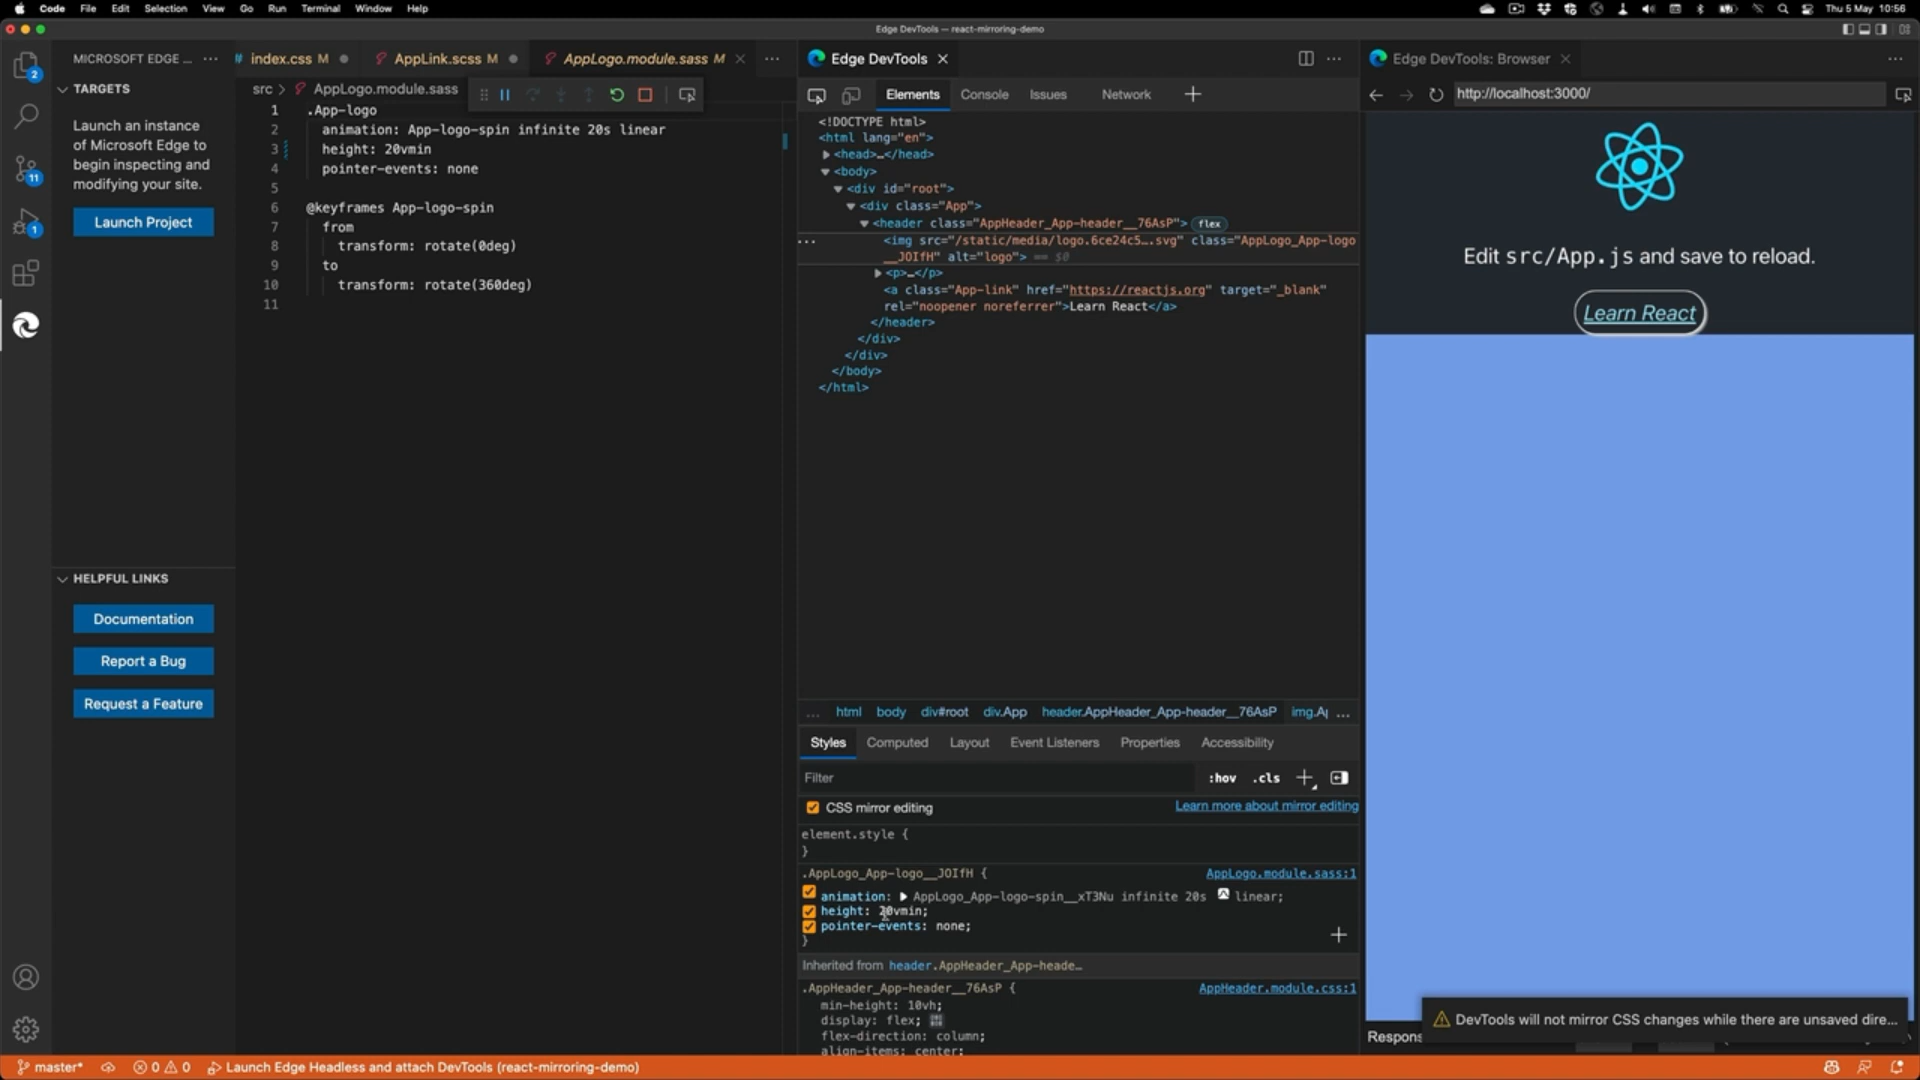 Code File Edit Selection View Go Run Terminal Window Help
Thu 5 May 10:56
Edge DevTools — react-mirroring-demo
MICROSOFT EDGE ... ···
index.css M
AppLink.scss M
AppLogo.module.sass M
···
Edge DevTools
···
Edge DevTools: Browser
···
2
11
1
TARGETS
Launch an instance
of Microsoft Edge to
begin inspecting and
modifying your site.
Launch Project
HELPFUL LINKS
Documentation
Report a Bug
Request a Feature
src > AppLogo.module.sass
1 .App-logo
2 animation: App-logo-spin infinite 20s linear
3 height: 20vmin
4 pointer-events: none
5
6 @keyframes App-logo-spin
7 from
8 transform: rotate(0deg)
9 to
10 transform: rotate(360deg)
11
Elements Console Issues Network
<!DOCTYPE html>
<html lang="en">
<head>…</head>
<body>
<div id="root">
<div class="App">
<header class="AppHeader_App-header__76AsP"> flex
··· <img src="/static/media/logo.6ce24c5….svg" class="AppLogo_App-logo
__JOIfH" alt="logo"> == $0
<p>…</p>
<a class="App-link" href="https://reactjs.org" target="_blank"
rel="noopener noreferrer">Learn React</a>
</header>
</div>
</div>
</body>
</html>
... html body div#root div.App header.AppHeader_App-header__76AsP img.A ...
Styles Computed Layout Event Listeners Properties Accessibility
Filter :hov .cls
CSS mirror editing Learn more about mirror editing
element.style {
}
.AppLogo_App-logo__JOIfH { AppLogo.module.sass:1
animation: AppLogo_App-logo-spin__xT3Nu infinite 20s linear;
height: 20vmin;
pointer-events: none;
}
Inherited from header.AppHeader_App-heade…
.AppHeader_App-header__76AsP { AppHeader.module.css:1
min-height: 10vh;
display: flex;
flex-direction: column;
align-items: center;
http://localhost:3000/
Edit src/App.js and save to reload.
Learn React
Respons
DevTools will not mirror CSS changes while there are unsaved dire...
master* 0 0 Launch Edge Headless and attach DevTools (react-mirroring-demo)